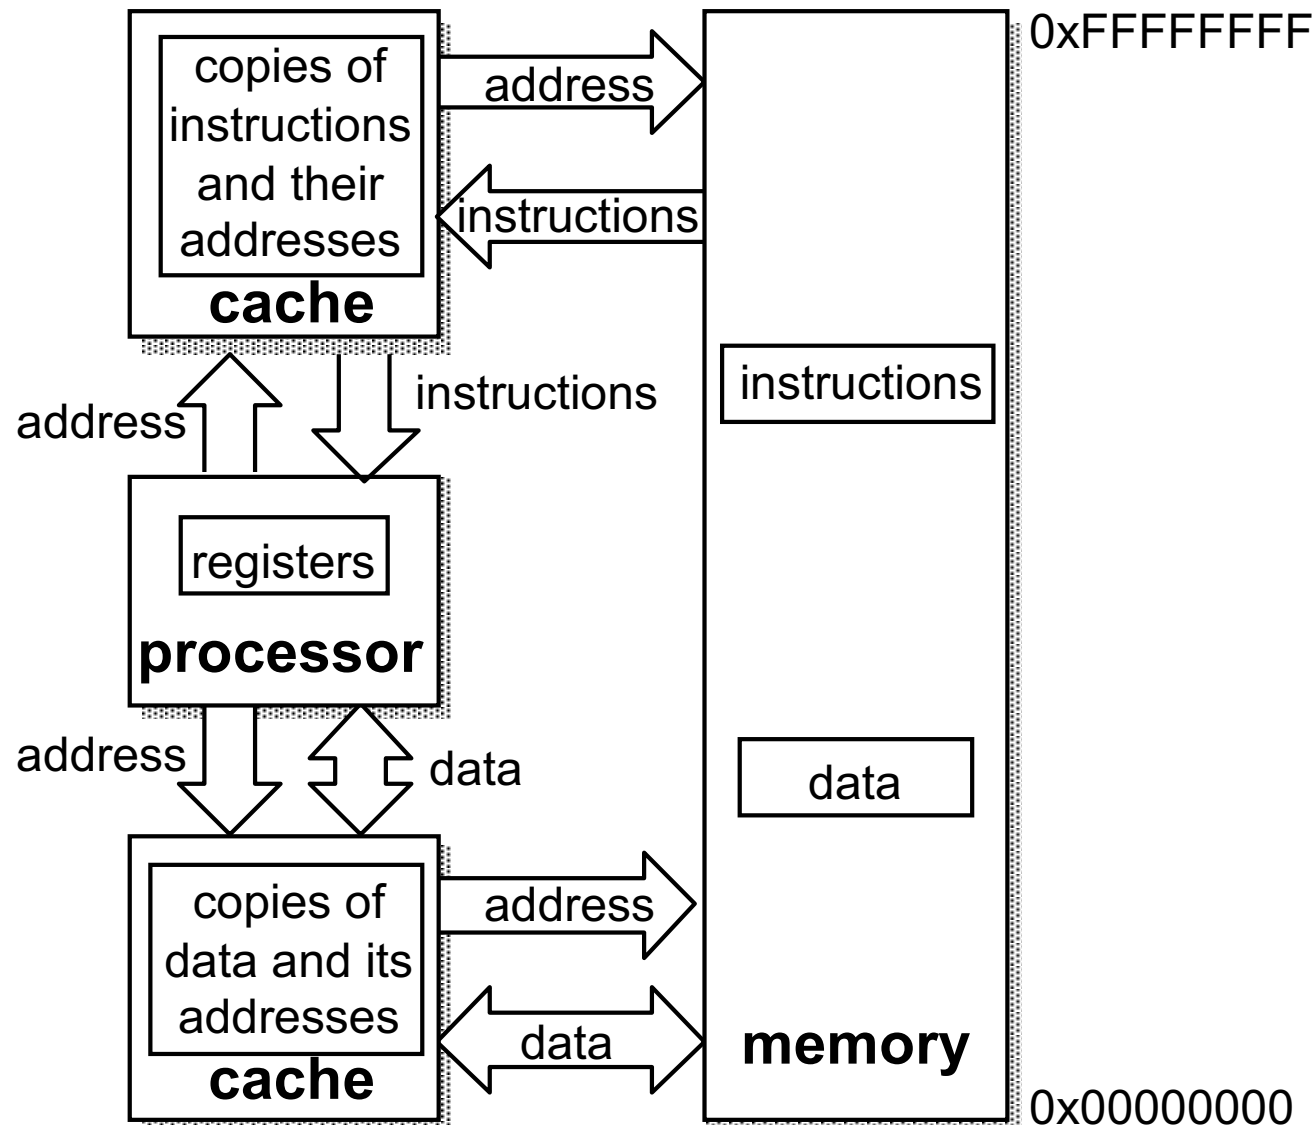 copies of
instructions
and their
addresses
cache
address
instructions
0xFFFFFFFF
address
instructions
instructions
registers
processor
address
data
data
copies of
data and its
addresses
cache
address
data
memory
0x00000000